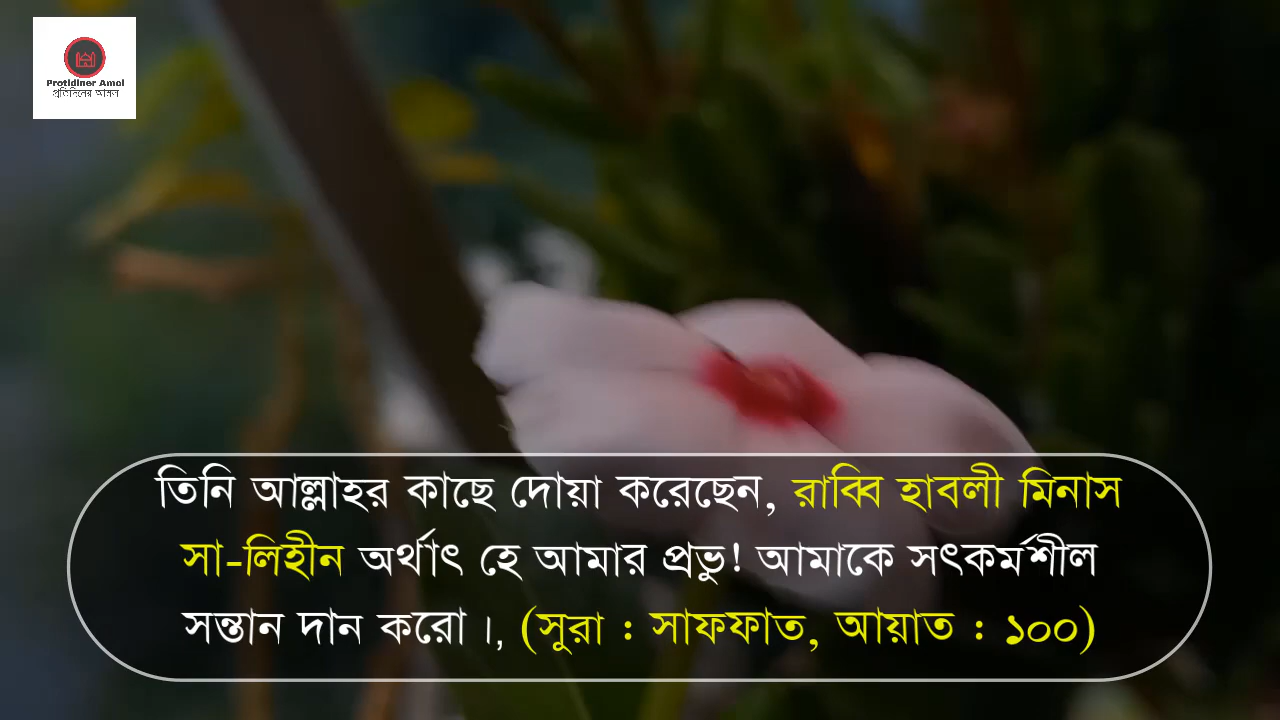 Protidiner Amol
প্রতিদিনের আমল
তিনি আল্লাহর কাছে দোয়া করেছেন, রাব্বি হাবলী মিনাস
সা-লিহীন অর্থাৎ হে আমার প্রভু! আমাকে সৎকর্মশীল
সন্তান দান করো।, (সুরা : সাফফাত, আয়াত : ১০০)